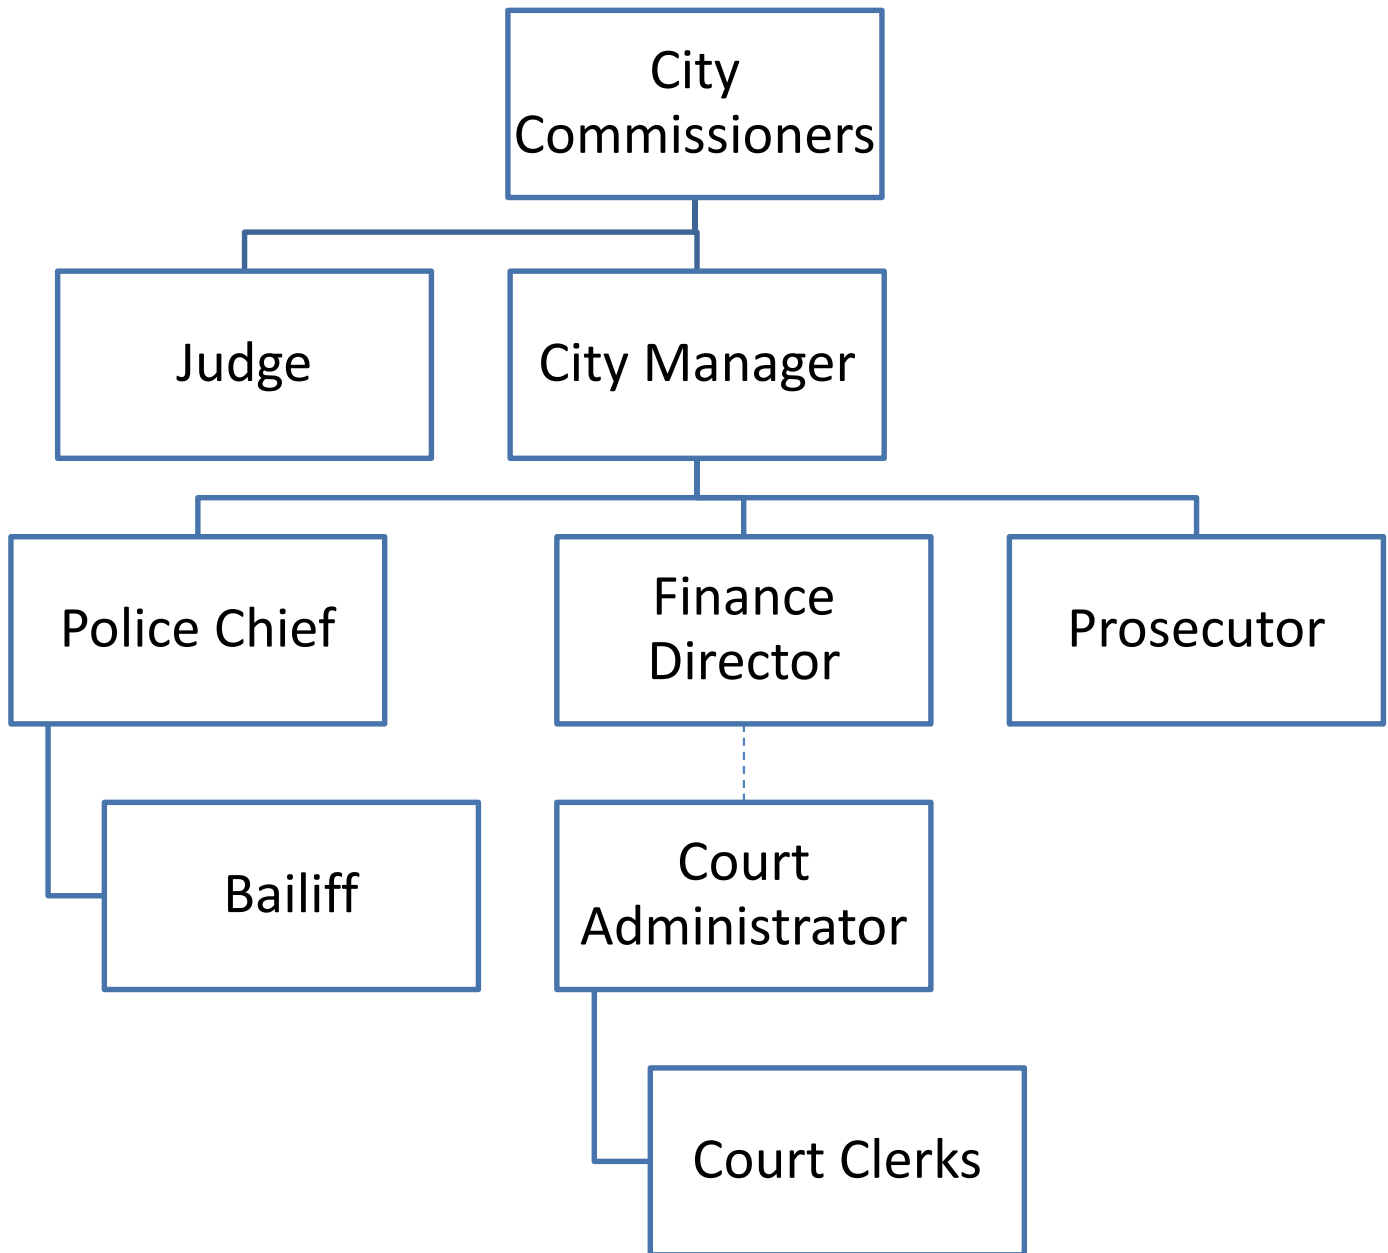 City
Commissioners
Judge
City Manager
Police Chief
Finance
Director
Prosecutor
Bailiff
Court
Administrator
Court Clerks